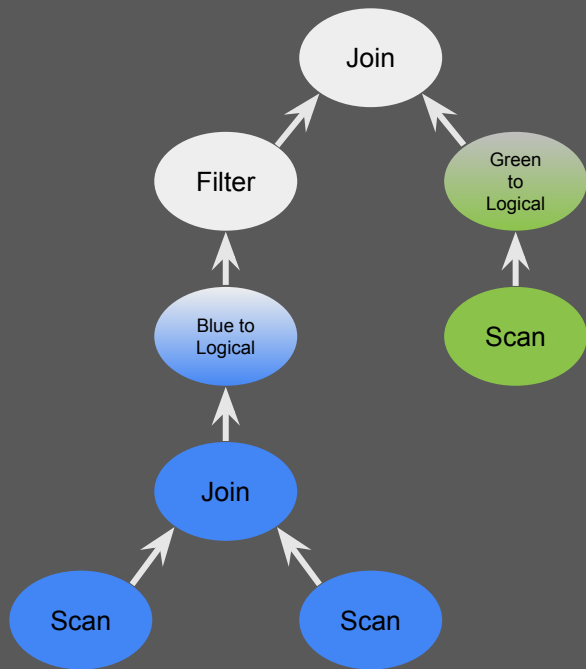 Join
Filter
Green
to
Logical
Blue to
Logical
Scan
Join
Scan
Scan